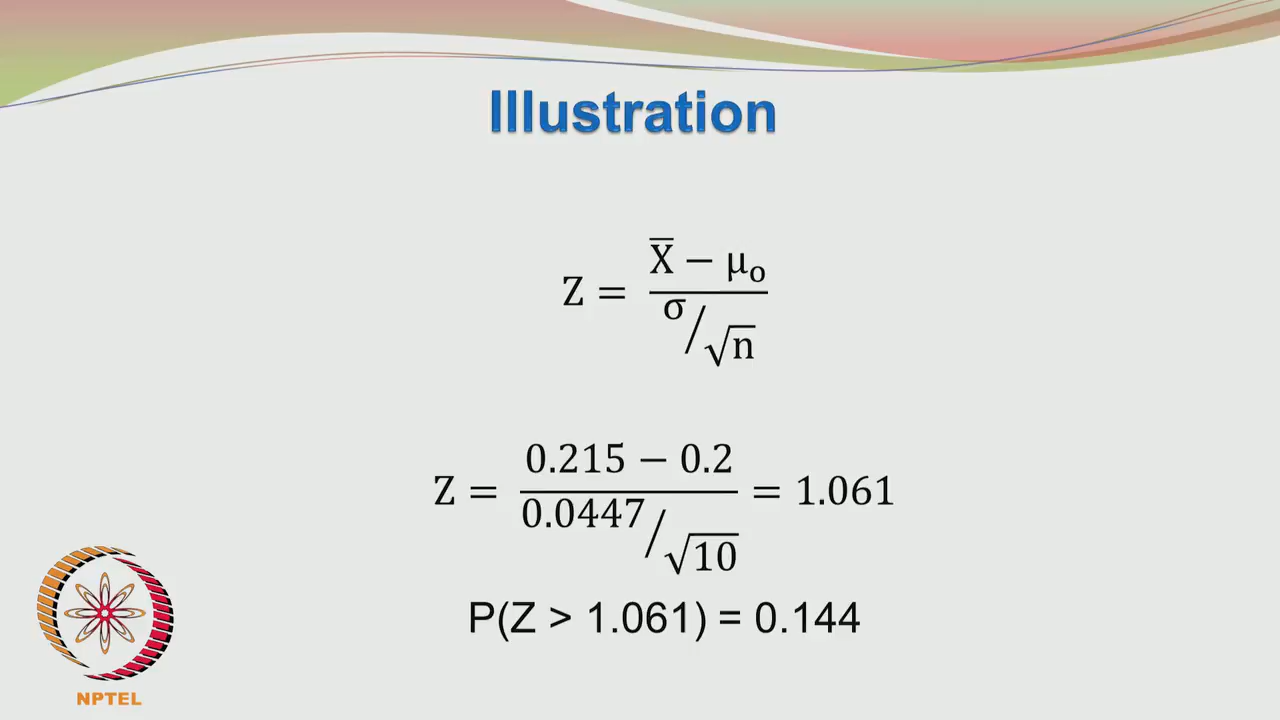 Illustration
Z = (X̅ − μₒ) / (σ/√n)
Z = (0.215 − 0.2) / (0.0447/√10) = 1.061
P(Z > 1.061) = 0.144
NPTEL